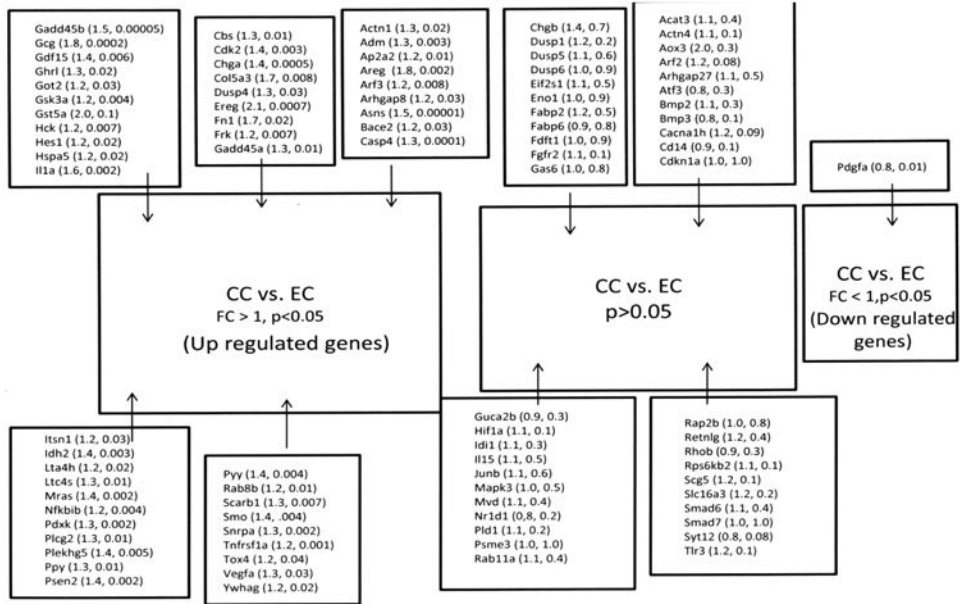 Gadd45b (1.5, 0.00005)
Gcg (1.8, 0.0002)
Gdf15 (1.4, 0.006)
Ghrl (1.3, 0.02)
Got2 (1.2, 0.03)
Gsk3a (1.2, 0.004)
Gst5a (2.0, 0.1)
Hck (1.2, 0.007)
Hes1 (1.2, 0.02)
Hspa5 (1.2, 0.02)
Il1a (1.6, 0.002)
Cbs (1.3, 0.01)
Cdk2 (1.4, 0.003)
Chga (1.4, 0.0005)
Col5a3 (1.7, 0.008)
Dusp4 (1.3, 0.03)
Ereg (2.1, 0.0007)
Fn1 (1.7, 0.02)
Frk (1.2, 0.007)
Gadd45a (1.3, 0.01)
Actn1 (1.3, 0.02)
Adm (1.3, 0.003)
Ap2a2 (1.2, 0.01)
Areg (1.8, 0.002)
Arf3 (1.2, 0.008)
Arhgap8 (1.2, 0.03)
Asns (1.5, 0.00001)
Bace2 (1.2, 0.03)
Casp4 (1.3, 0.0001)
Chgb (1.4, 0.7)
Dusp1 (1.2, 0.2)
Dusp5 (1.1, 0.6)
Dusp6 (1.0, 0.9)
Eif2s1 (1.1, 0.5)
Eno1 (1.0, 0.9)
Fabp2 (1.2, 0.5)
Fabp6 (0.9, 0.8)
Fdft1 (1.0, 0.9)
Fgfr2 (1.1, 0.1)
Gas6 (1.0, 0.8)
Acat3 (1.1, 0.4)
Actn4 (1.1, 0.1)
Aox3 (2.0, 0.3)
Arf2 (1.2, 0.08)
Arhgap27 (1.1, 0.5)
Atf3 (0.8, 0.3)
Bmp2 (1.1, 0.3)
Bmp3 (0.8, 0.1)
Cacna1h (1.2, 0.09)
Cd14 (0.9, 0.1)
Cdkn1a (1.0, 1.0)
Pdgfa (0.8, 0.01)
CC vs. EC
FC > 1, p<0.05
(Up regulated genes)
CC vs. EC
p>0.05
CC vs. EC
FC < 1,p<0.05
(Down regulated
genes)
Itsn1 (1.2, 0.03)
Idh2 (1.4, 0.003)
Lta4h (1.2, 0.02)
Ltc4s (1.3, 0.01)
Mras (1.4, 0.002)
Nfkbib (1.2, 0.004)
Pdxk (1.3, 0.002)
Plcg2 (1.3, 0.01)
Plekhg5 (1.4, 0.005)
Ppy (1.3, 0.01)
Psen2 (1.4, 0.002)
Pyy (1.4, 0.004)
Rab8b (1.2, 0.01)
Scarb1 (1.3, 0.007)
Smo (1.4, .004)
Snrpa (1.3, 0.002)
Tnfrsf1a (1.2, 0.001)
Tox4 (1.2, 0.04)
Vegfa (1.3, 0.03)
Ywhag (1.2, 0.02)
Guca2b (0.9, 0.3)
Hif1a (1.1, 0.1)
Idi1 (1.1, 0.3)
Il15 (1.1, 0.5)
Junb (1.1, 0.6)
Mapk3 (1.0, 0.5)
Mvd (1.1, 0.4)
Nr1d1 (0,8, 0.2)
Pld1 (1.1, 0.2)
Psme3 (1.0, 1.0)
Rab11a (1.1, 0.4)
Rap2b (1.0, 0.8)
Retnlg (1.2, 0.4)
Rhob (0.9, 0.3)
Rps6kb2 (1.1, 0.1)
Scg5 (1.2, 0.1)
Slc16a3 (1.2, 0.2)
Smad6 (1.1, 0.4)
Smad7 (1.0, 1.0)
Syt12 (0.8, 0.08)
Tlr3 (1.2, 0.1)